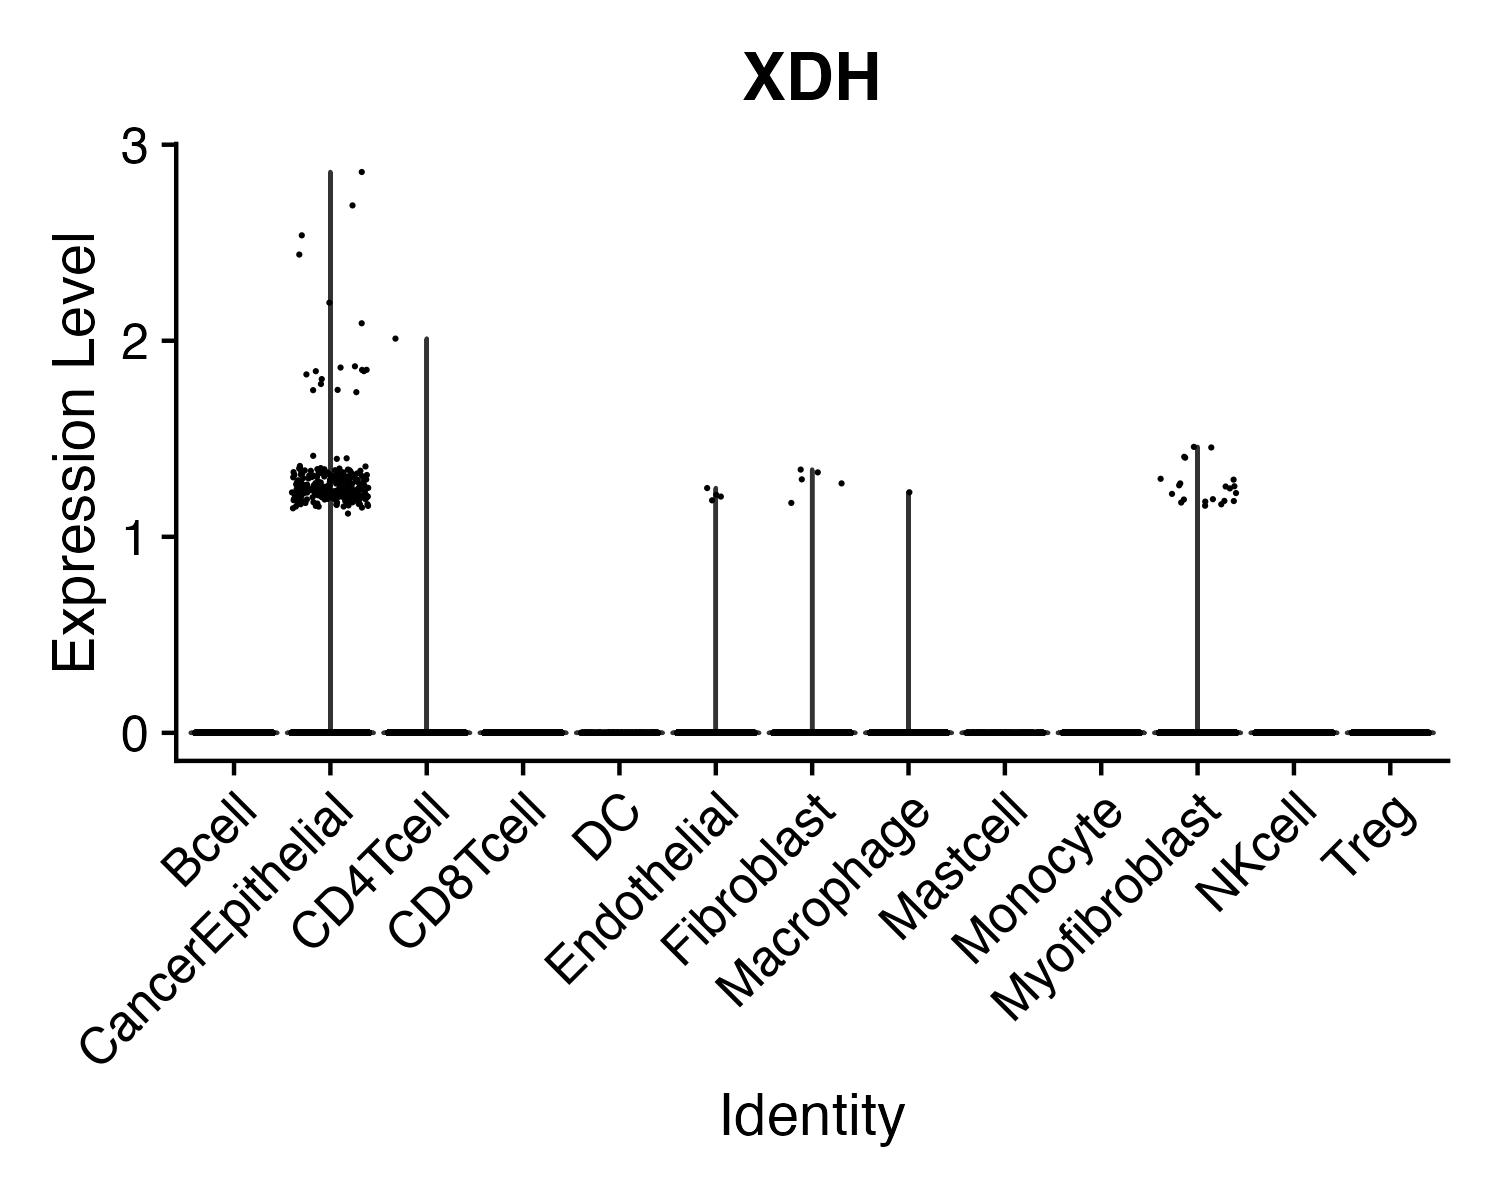 XDH
Expression Level
3
2
1
0
Bcell
CancerEpithelial
CD4Tcell
CD8Tcell
DC
Endothelial
Fibroblast
Macrophage
Mastcell
Monocyte
Myofibroblast
NKcell
Treg
Identity